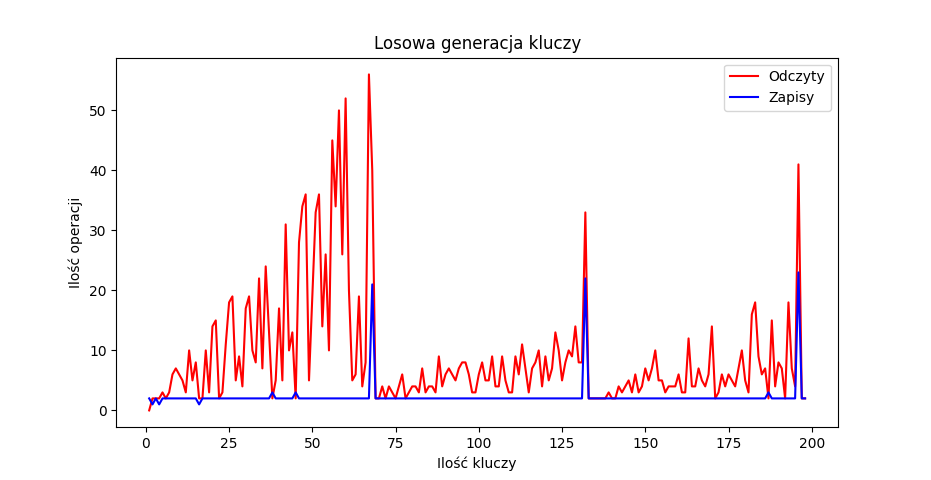 Losowa generacja kluczy
Odczyty
Zapisy
Ilość operacji
50
40
30
20
10
0
0 25 50 75 100 125 150 175 200
Ilość kluczy